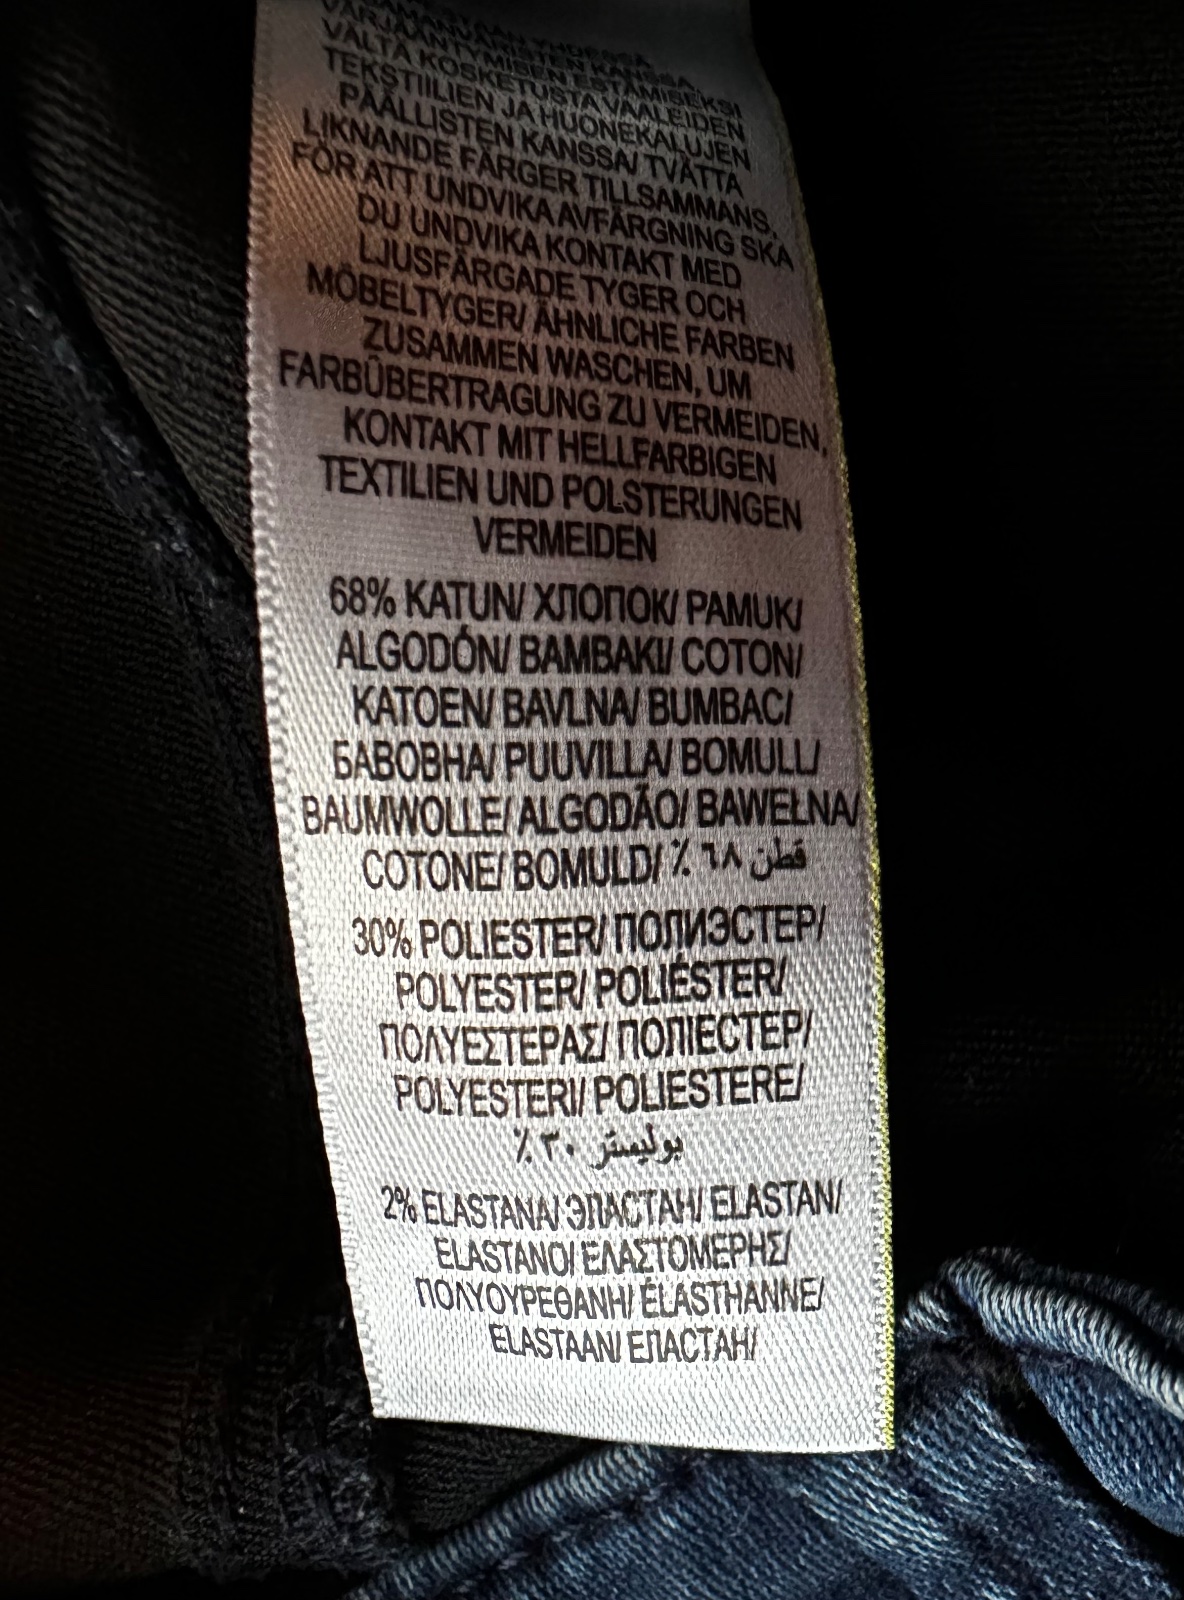 VÄRJÄÄNTYMISEN ESTÄMISEKSI
VÄLTÄ KOSKETUSTA VAALEIDEN
TEKSTIILIEN JA HUONEKALUJEN
PÄÄLLISTEN KANSSA/ TVÄTTA
LIKNANDE FÄRGER TILLSAMMANS,
FÖR ATT UNDVIKA AVFÄRGNING SKA
DU UNDVIKA KONTAKT MED
LJUSFÄRGADE TYGER OCH
MÖBELTYGER/ ÄHNLICHE FARBEN
ZUSAMMEN WASCHEN, UM
FARBÜBERTRAGUNG ZU VERMEIDEN,
KONTAKT MIT HELLFARBIGEN
TEXTILIEN UND POLSTERUNGEN
VERMEIDEN
68% KATUN/ ХЛОПОК/ PAMUK/
ALGODÓN/ BAMBAKI/ COTON/
KATOEN/ BAVLNA/ BUMBAC/
БАВОВНА/ PUUVILLA/ BOMULL/
BAUMWOLLE/ ALGODÃO/ BAWEŁNA/
COTONE/ BOMULD/ قطن ٦٨ ٪
30% POLIESTER/ ПОЛИЭСТЕР/
POLYESTER/ POLIÉSTER/
ΠΟΛΥΕΣΤΕΡΑΣ/ ПОЛІЕСТЕР/
POLYESTERI/ POLIESTERE/
بوليستر ٣٠ ٪
2% ELASTANA/ ЭЛАСТАН/ ELASTAN/
ELASTANO/ ΕΛΑΣΤΟΜΕΡΗΣ/
ΠΟΛΥΟΥΡΕΘΑΝΗ/ ÉLASTHANNE/
ELASTAAN/ ЕЛАСТАН/